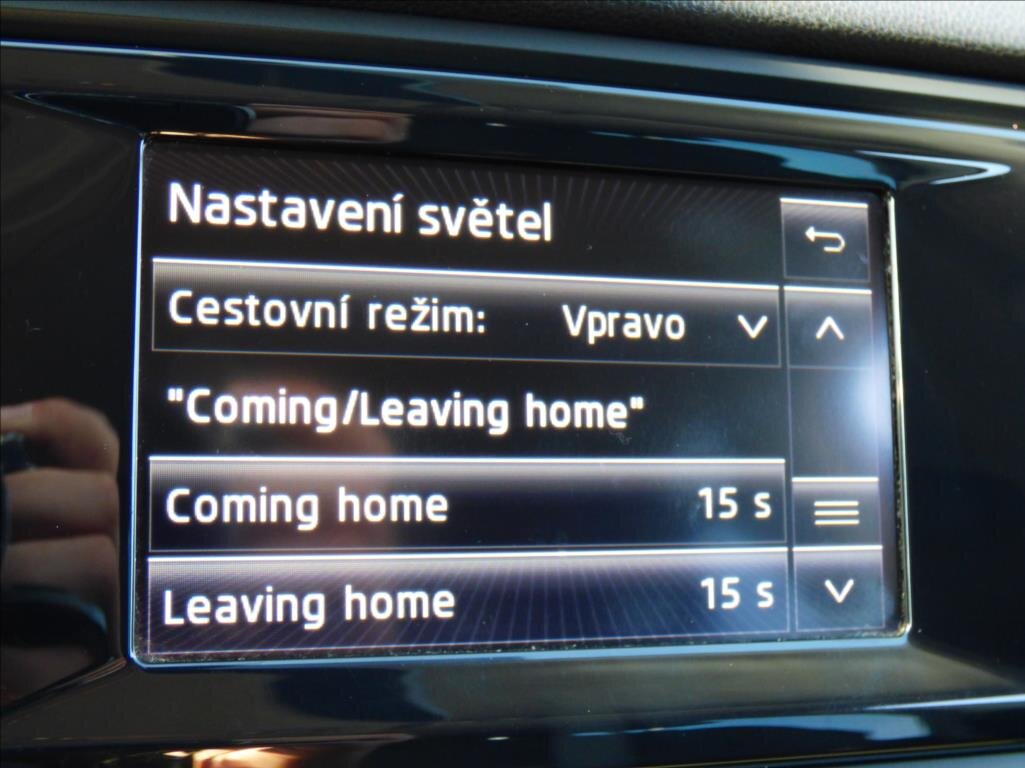 Nastavení světel
Cestovní režim: Vpravo
"Coming/Leaving home"
Coming home 15 s
Leaving home 15 s